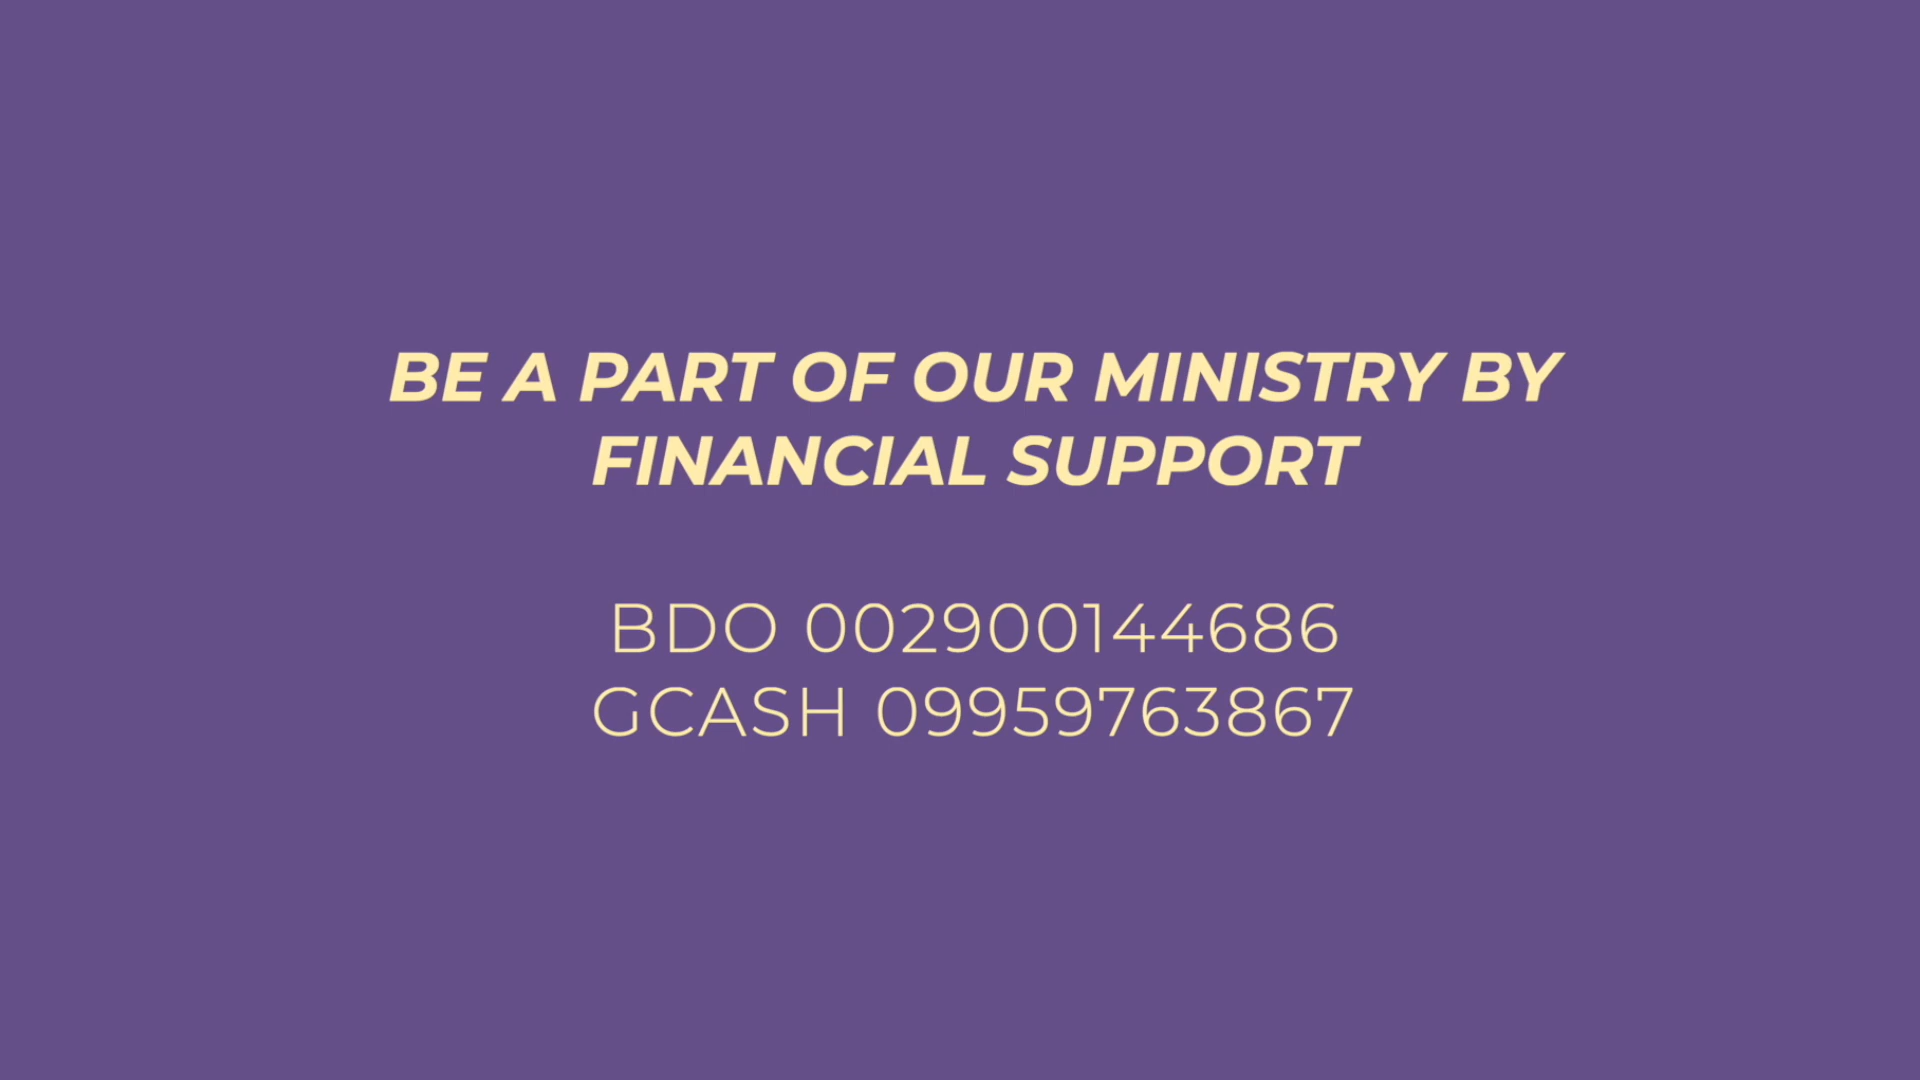 BE A PART OF OUR MINISTRY BY
FINANCIAL SUPPORT
BDO 002900144686
GCASH 09959763867